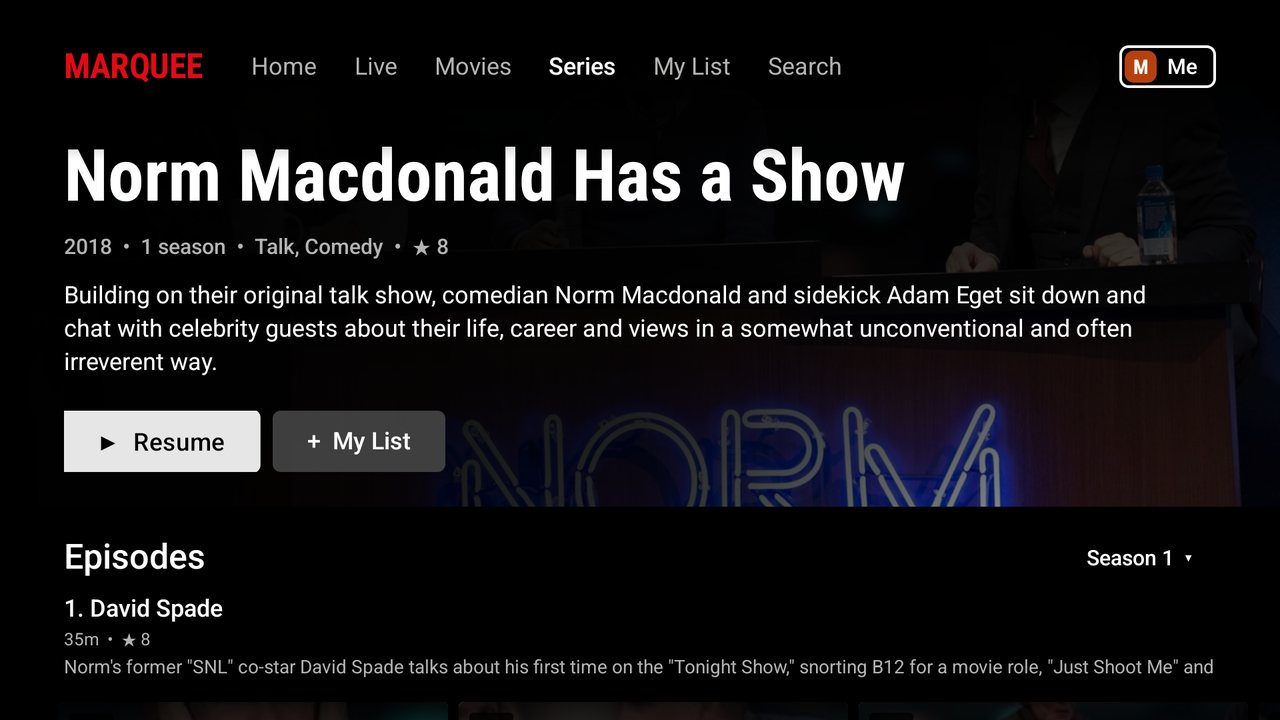 MARQUEE Home Live Movies Series My List Search M Me
Norm Macdonald Has a Show
2018 • 1 season • Talk, Comedy • ★ 8
Building on their original talk show, comedian Norm Macdonald and sidekick Adam Eget sit down and
chat with celebrity guests about their life, career and views in a somewhat unconventional and often
irreverent way.
► Resume + My List
NORM
Episodes Season 1 ▾
1. David Spade
35m • ★ 8
Norm's former "SNL" co-star David Spade talks about his first time on the "Tonight Show," snorting B12 for a movie role, "Just Shoot Me" and